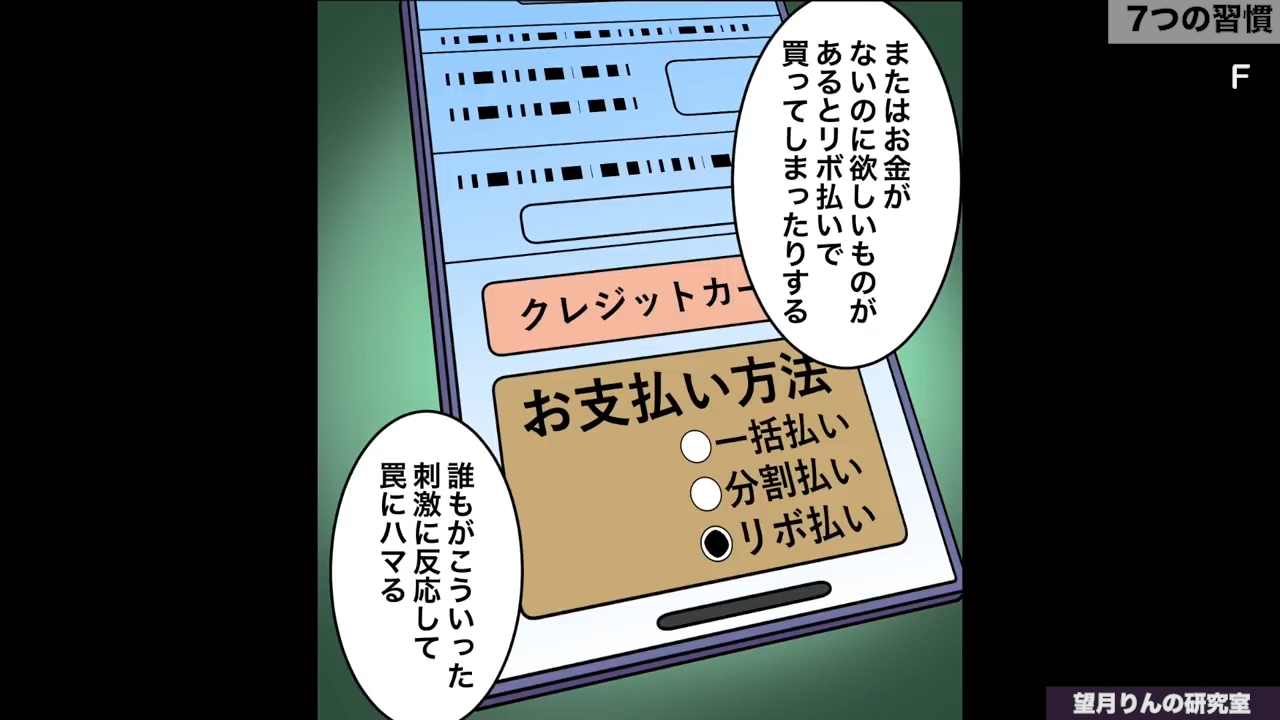 7つの習慣
F
またはお金が
ないのに欲しいものが
あるとリボ払いで
買ってしまったりする
クレジットカー
お支払い方法
一括払い
分割払い
リボ払い
誰もがこういった
刺激に反応して
罠にハマる
望月りんの研究室